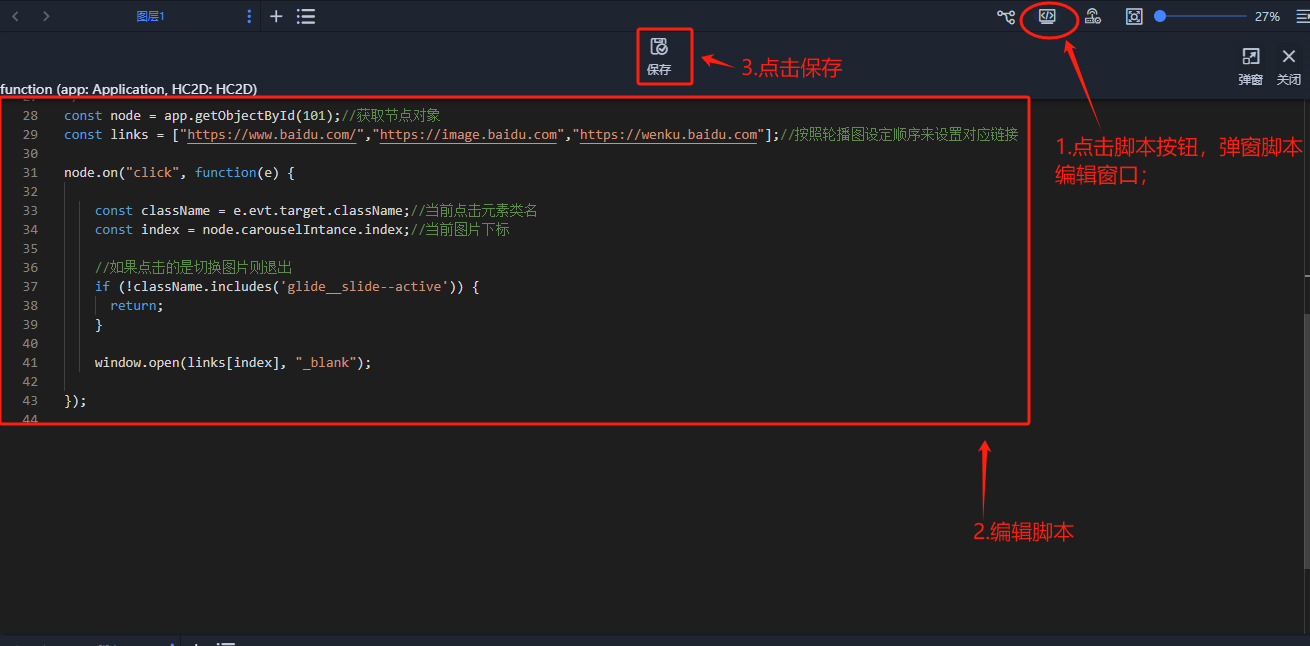 图层1
27%
保存
3.点击保存
弹窗
关闭
function (app: Application, HC2D: HC2D)
28 const node = app.getObjectById(101);//获取节点对象
29 const links = ["https://www.baidu.com/","https://image.baidu.com","https://wenku.baidu.com"];//按照轮播图设定顺序来设置对应链接
30
31 node.on("click", function(e) {
32
33 const className = e.evt.target.className;//当前点击元素类名
34 const index = node.carouselIntance.index;//当前图片下标
35
36 //如果点击的是切换图片则退出
37 if (!className.includes('glide__slide--active')) {
38 return;
39 }
40
41 window.open(links[index], "_blank");
42
43 });
44
1.点击脚本按钮，弹窗脚本
编辑窗口；
2.编辑脚本